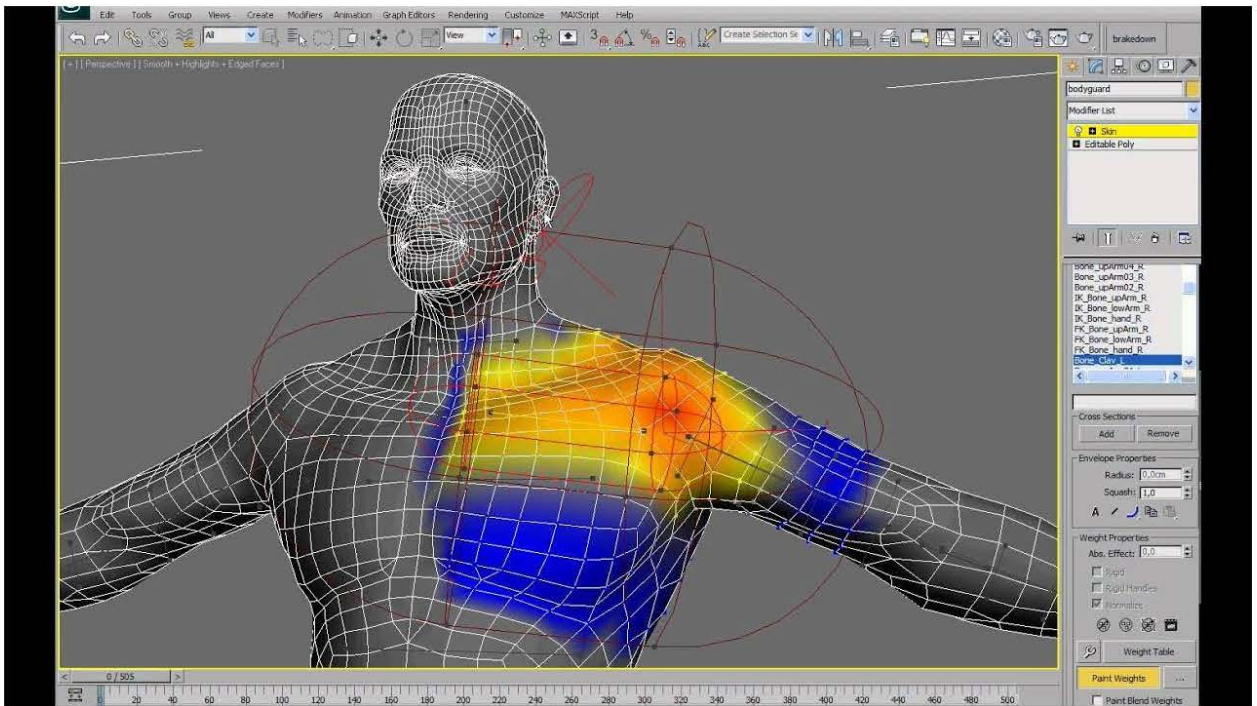 Edit Tools Group Views Create Modifiers Animation Graph Editors Rendering Customize MAXScript Help
All
View
3
%
ABC
Create Selection Se
brakedown
[ + ] [ Perspective ] [ Smooth + Highlights + Edged Faces ]
bodyguard
Modifier List
Skin
Editable Poly
Bone_upArm04_R
Bone_upArm03_R
Bone_upArm02_R
IK_Bone_upArm_R
IK_Bone_lowArm_R
IK_Bone_hand_R
FK_Bone_upArm_R
FK_Bone_lowArm_R
FK_Bone_hand_R
Bone_Clav_L
Cross Sections
Add Remove
Envelope Properties
Radius: 0,0cm
Squash: 1,0
A
Weight Properties
Abs. Effect: 0,0
Rigid
Rigid Handles
Normalize
Weight Table
Paint Weights ...
Paint Blend Weights
< 0 / 505 >
0 20 40 60 80 100 120 140 160 180 200 220 240 260 280 300 320 340 360 380 400 420 440 460 480 500